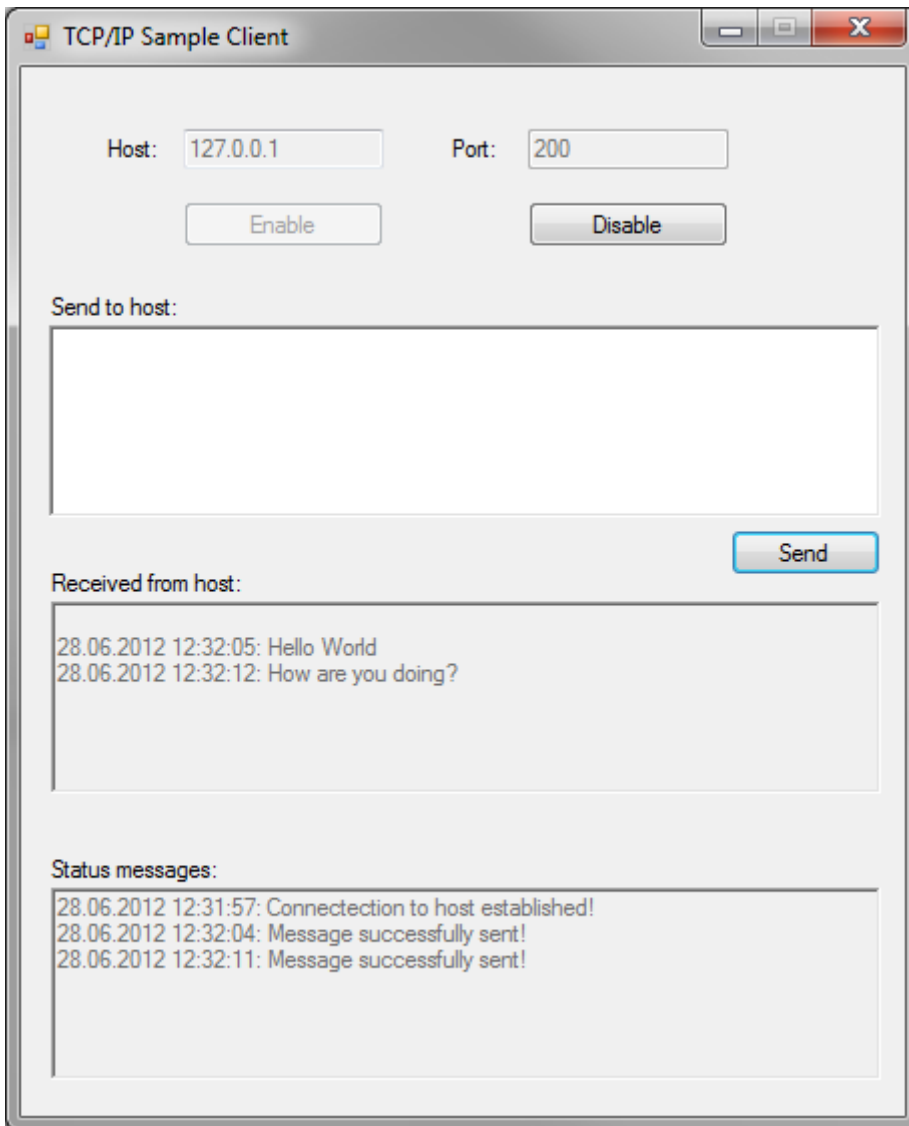 TCP/IP Sample Client
Host: 127.0.0.1 Port: 200
Enable Disable
Send to host:
Send
Received from host:
28.06.2012 12:32:05: Hello World
28.06.2012 12:32:12: How are you doing?
Status messages:
28.06.2012 12:31:57: Connectection to host established!
28.06.2012 12:32:04: Message successfully sent!
28.06.2012 12:32:11: Message successfully sent!